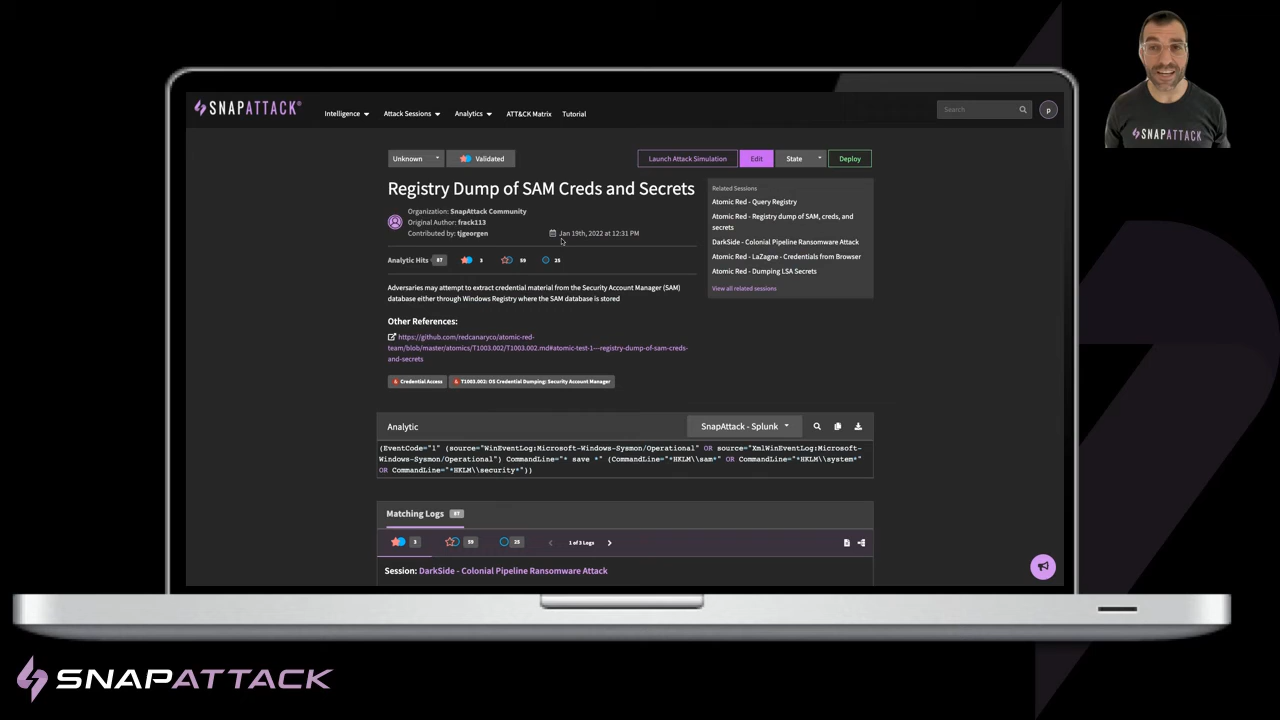 SNAPATTACK®
Intelligence
Attack Sessions
Analytics
ATT&CK Matrix
Tutorial
Search
p
SNAPATTACK
Unknown
Validated
Launch Attack Simulation
Edit
State
Deploy
Registry Dump of SAM Creds and Secrets
Organization: SnapAttack Community
Original Author: frack113
Contributed by: tjgeorgen
Jan 19th, 2022 at 12:31 PM
Analytic Hits 87 3 59 25
Adversaries may attempt to extract credential material from the Security Account Manager (SAM)
database either through Windows Registry where the SAM database is stored
Other References:
https://github.com/redcanaryco/atomic-red-
team/blob/master/atomics/T1003.002/T1003.002.md#atomic-test-1---registry-dump-of-sam-creds-
and-secrets
Credential Access
T1003.002: OS Credential Dumping: Security Account Manager
Related Sessions
Atomic Red - Query Registry
Atomic Red - Registry dump of SAM, creds, and
secrets
DarkSide - Colonial Pipeline Ransomware Attack
Atomic Red - LaZagne - Credentials from Browser
Atomic Red - Dumping LSA Secrets
View all related sessions
Analytic
SnapAttack - Splunk
(EventCode="1" (source="WinEventLog:Microsoft-Windows-Sysmon/Operational" OR source="XmlWinEventLog:Microsoft-
Windows-Sysmon/Operational") CommandLine="* save *" (CommandLine="*HKLM\\sam*" OR CommandLine="*HKLM\\system*"
OR CommandLine="*HKLM\\security*"))
Matching Logs 87
3
59
25
1 of 3 Logs
Session: DarkSide - Colonial Pipeline Ransomware Attack
SNAPATTACK